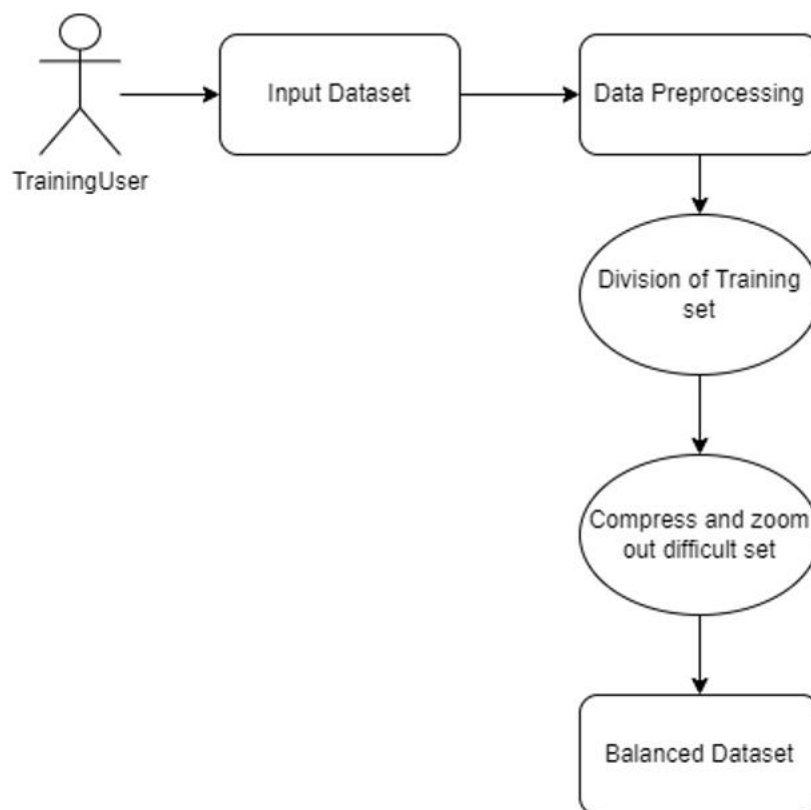 Input Dataset
Data Preprocessing
TrainingUser
Division of Training
set
Compress and zoom
out difficult set
Balanced Dataset